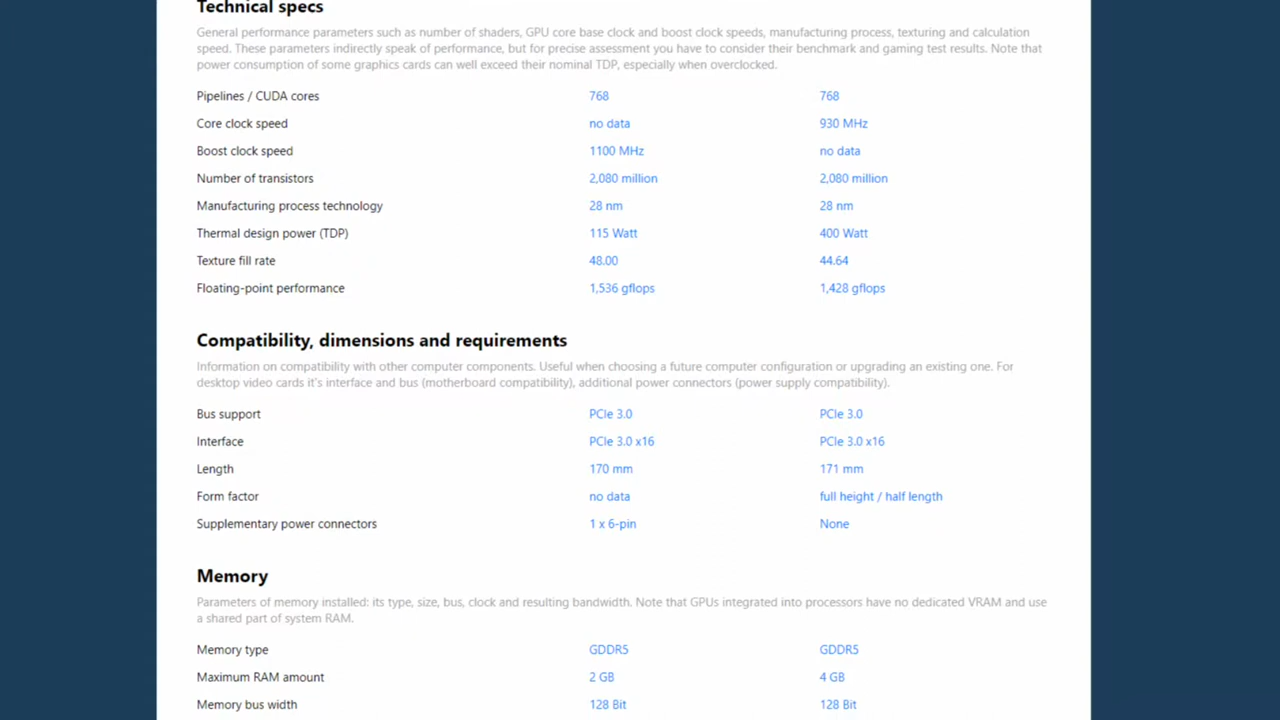 Technical specs
General performance parameters such as number of shaders, GPU core base clock and boost clock speeds, manufacturing process, texturing and calculation
speed. These parameters indirectly speak of performance, but for precise assessment you have to consider their benchmark and gaming test results. Note that
power consumption of some graphics cards can well exceed their nominal TDP, especially when overclocked.
Pipelines / CUDA cores 768 768
Core clock speed no data 930 MHz
Boost clock speed 1100 MHz no data
Number of transistors 2,080 million 2,080 million
Manufacturing process technology 28 nm 28 nm
Thermal design power (TDP) 115 Watt 400 Watt
Texture fill rate 48.00 44.64
Floating-point performance 1,536 gflops 1,428 gflops
Compatibility, dimensions and requirements
Information on compatibility with other computer components. Useful when choosing a future computer configuration or upgrading an existing one. For
desktop video cards it's interface and bus (motherboard compatibility), additional power connectors (power supply compatibility).
Bus support PCIe 3.0 PCIe 3.0
Interface PCIe 3.0 x16 PCIe 3.0 x16
Length 170 mm 171 mm
Form factor no data full height / half length
Supplementary power connectors 1 x 6-pin None
Memory
Parameters of memory installed: its type, size, bus, clock and resulting bandwidth. Note that GPUs integrated into processors have no dedicated VRAM and use
a shared part of system RAM.
Memory type GDDR5 GDDR5
Maximum RAM amount 2 GB 4 GB
Memory bus width 128 Bit 128 Bit